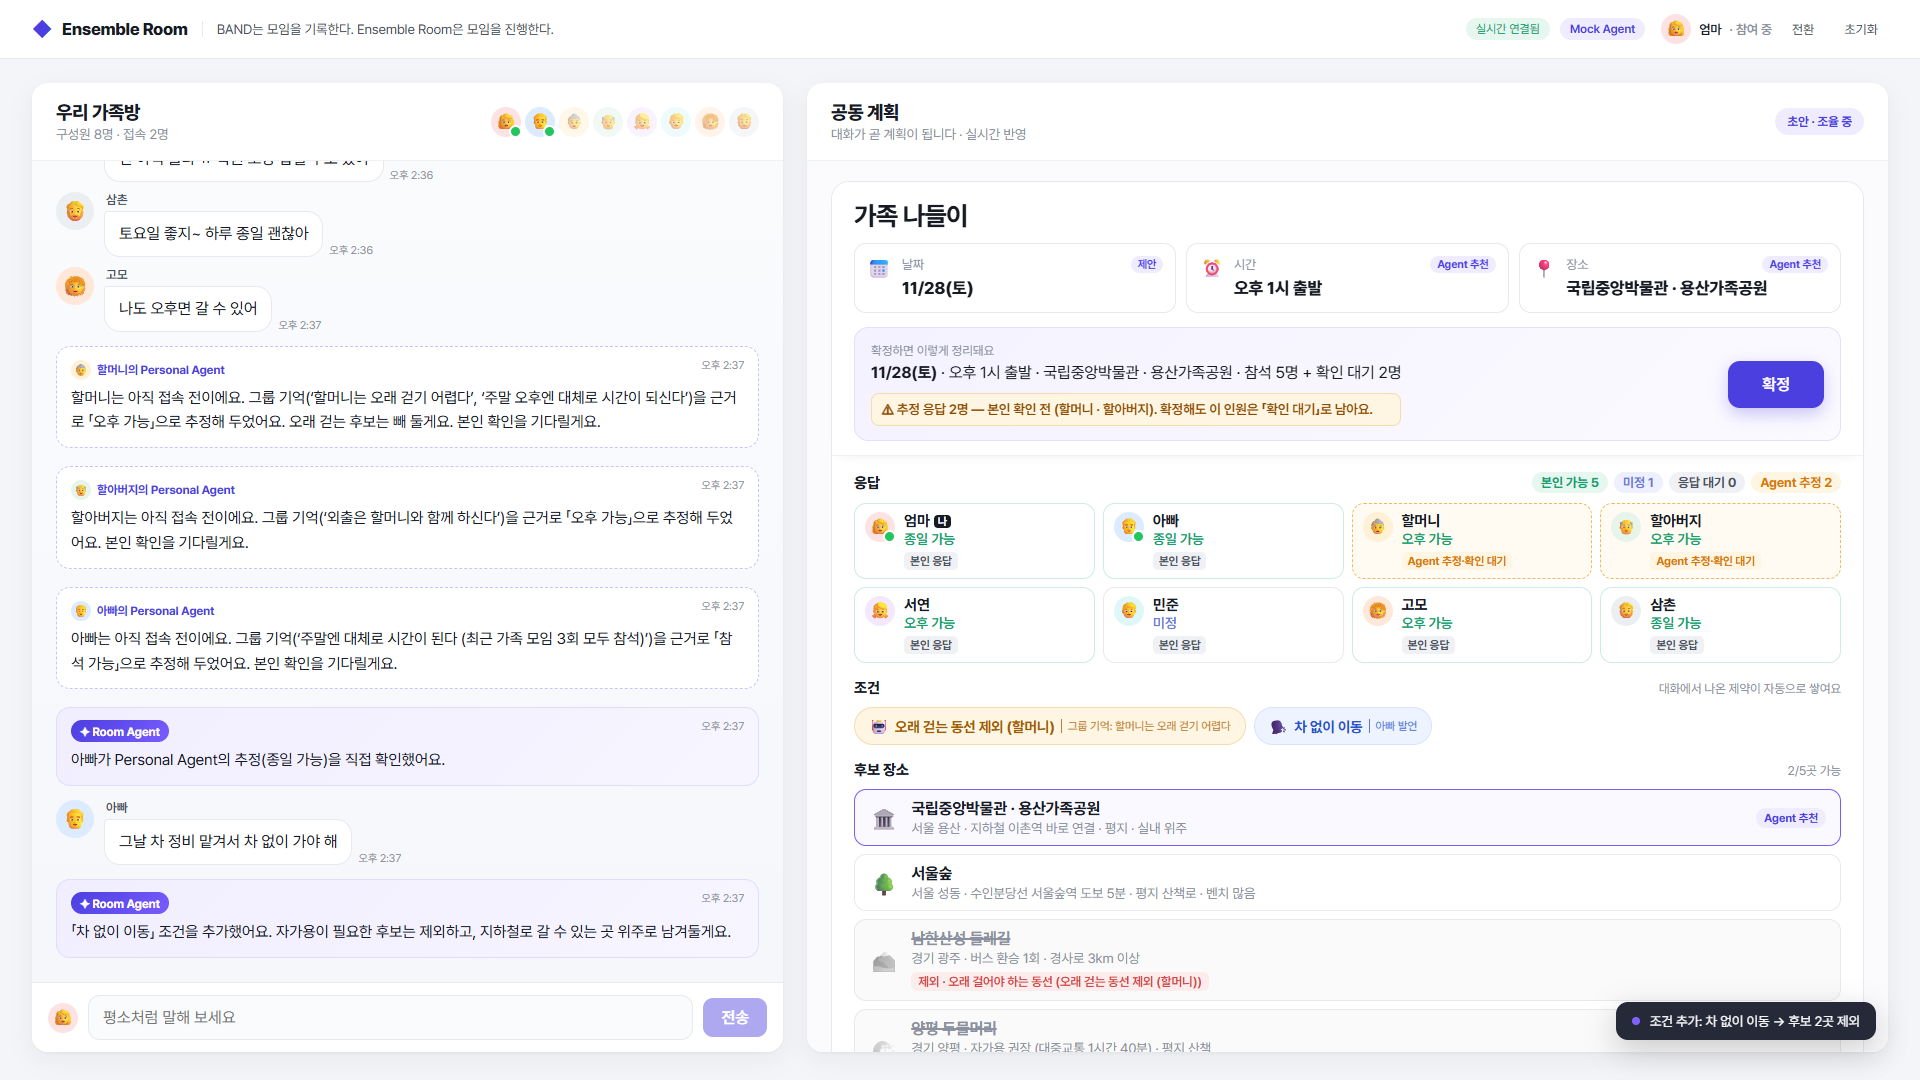 Ensemble Room
BAND는 모임을 기록한다. Ensemble Room은 모임을 진행한다.
실시간 연결됨
Mock Agent
엄마 · 참여 중
전환
초기화
우리 가족방
구성원 8명 · 접속 2명
오후 2:36
삼촌
토요일 좋지~ 하루 종일 괜찮아
오후 2:36
고모
나도 오후면 갈 수 있어
오후 2:37
할머니의 Personal Agent
오후 2:37
할머니는 아직 접속 전이에요. 그룹 기억(‘할머니는 오래 걷기 어렵다’, ‘주말 오후엔 대체로 시간이 되신다’)을 근거
로 「오후 가능」으로 추정해 두었어요. 오래 걷는 후보는 빼 둘게요. 본인 확인을 기다릴게요.
할아버지의 Personal Agent
오후 2:37
할아버지는 아직 접속 전이에요. 그룹 기억(‘외출은 할머니와 함께 하신다’)을 근거로 「오후 가능」으로 추정해 두었
어요. 본인 확인을 기다릴게요.
아빠의 Personal Agent
오후 2:37
아빠는 아직 접속 전이에요. 그룹 기억(‘주말엔 대체로 시간이 된다 (최근 가족 모임 3회 모두 참석)’)을 근거로 「참
석 가능」으로 추정해 두었어요. 본인 확인을 기다릴게요.
✦ Room Agent
오후 2:37
아빠가 Personal Agent의 추정(종일 가능)을 직접 확인했어요.
아빠
그날 차 정비 맡겨서 차 없이 가야 해
오후 2:37
✦ Room Agent
오후 2:37
「차 없이 이동」 조건을 추가했어요. 자가용이 필요한 후보는 제외하고, 지하철로 갈 수 있는 곳 위주로 남겨둘게요.
평소처럼 말해 보세요
전송
공동 계획
대화가 곧 계획이 됩니다 · 실시간 반영
초안 · 조율 중
가족 나들이
날짜
제안
11/28(토)
시간
Agent 추천
오후 1시 출발
장소
Agent 추천
국립중앙박물관 · 용산가족공원
확정하면 이렇게 정리돼요
11/28(토) · 오후 1시 출발 · 국립중앙박물관 · 용산가족공원 · 참석 5명 + 확인 대기 2명
⚠ 추정 응답 2명 — 본인 확인 전 (할머니 · 할아버지). 확정해도 이 인원은 「확인 대기」로 남아요.
확정
응답
본인 가능 5
미정 1
응답 대기 0
Agent 추정 2
엄마 나
종일 가능
본인 응답
아빠
종일 가능
본인 응답
할머니
오후 가능
Agent 추정·확인 대기
할아버지
오후 가능
Agent 추정·확인 대기
서연
오후 가능
본인 응답
민준
미정
본인 응답
고모
오후 가능
본인 응답
삼촌
종일 가능
본인 응답
조건
대화에서 나온 제약이 자동으로 쌓여요
오래 걷는 동선 제외 (할머니) | 그룹 기억: 할머니는 오래 걷기 어렵다
차 없이 이동 | 아빠 발언
후보 장소
2/5곳 가능
국립중앙박물관 · 용산가족공원
서울 용산 · 지하철 이촌역 바로 연결 · 평지 · 실내 위주
Agent 추천
서울숲
서울 성동 · 수인분당선 서울숲역 도보 5분 · 평지 산책로 · 벤치 많음
남한산성 둘레길
경기 광주 · 버스 환승 1회 · 경사로 3km 이상
제외 · 오래 걸어야 하는 동선 (오래 걷는 동선 제외 (할머니))
양평 두물머리
경기 양평 · 자가용 권장 (대중교통 1시간 40분) · 평지 산책
조건 추가: 차 없이 이동 → 후보 2곳 제외